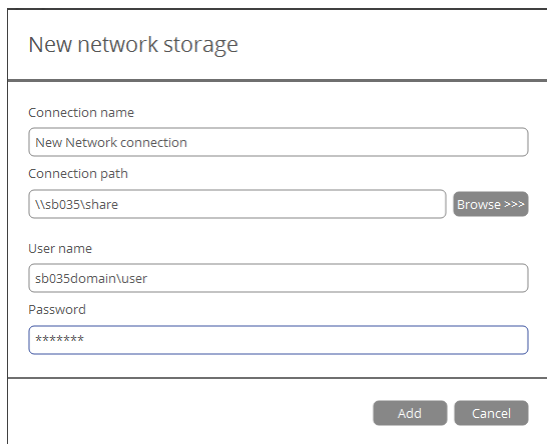 New network storage
Connection name
New Network connection
Connection path
\\sb035\share
Browse >>>
User name
sb035domain\user
Password
*******
Add Cancel